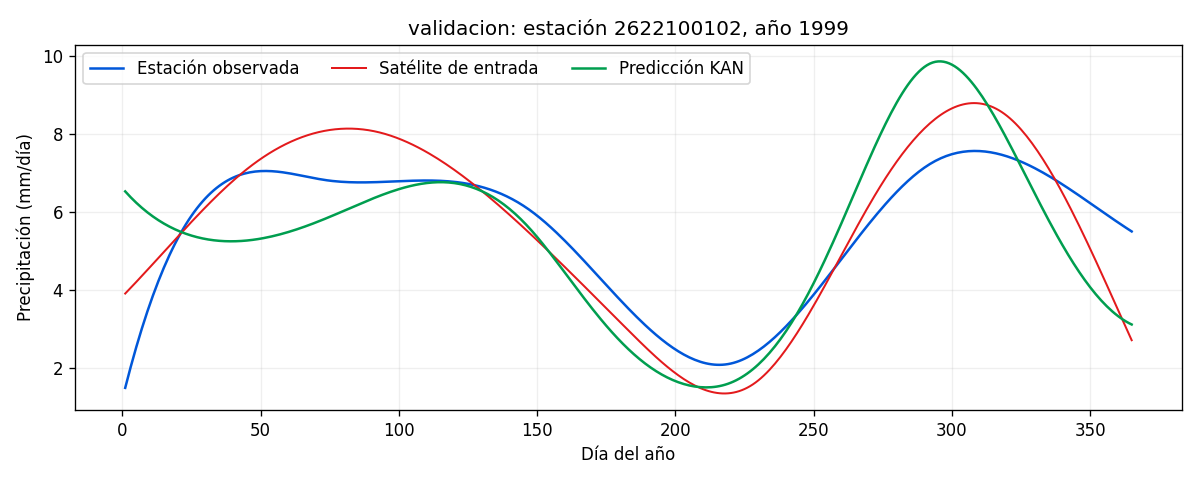 validacion: estación 2622100102, año 1999
Estación observada
Satélite de entrada
Predicción KAN
Precipitación (mm/día)
10
8
6
4
2
0
50
100
150
200
250
300
350
Día del año